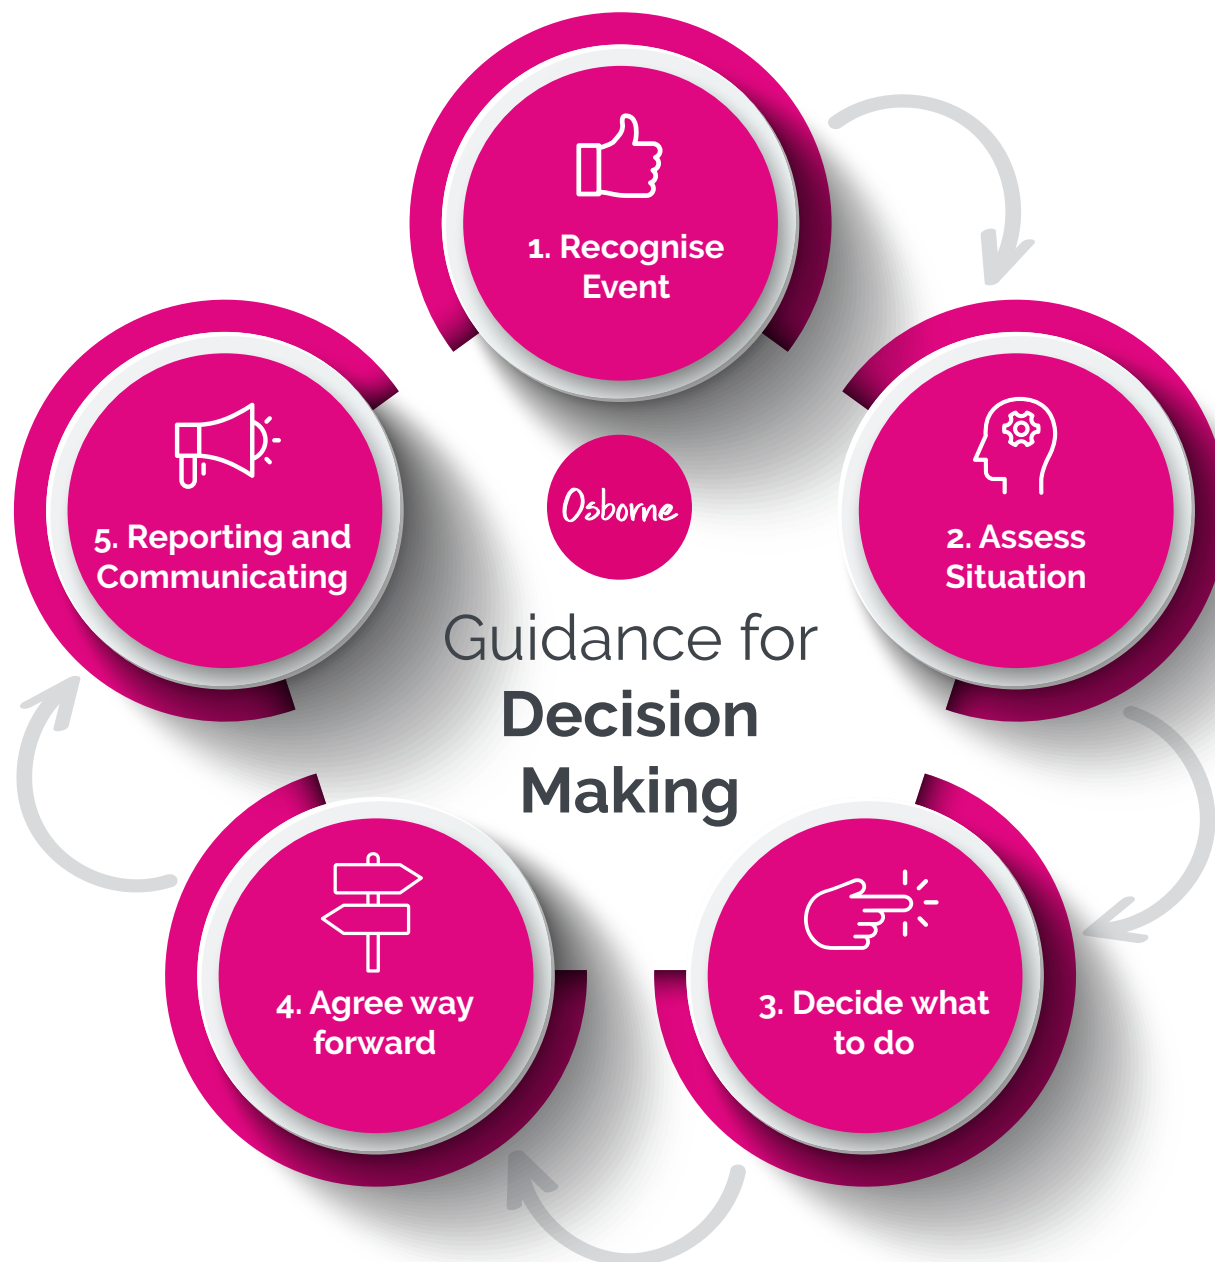 1. Recognise
Event
2. Assess
Situation
3. Decide what
to do
4. Agree way
forward
5. Reporting and
Communicating
Osborne
Guidance for
Decision
Making